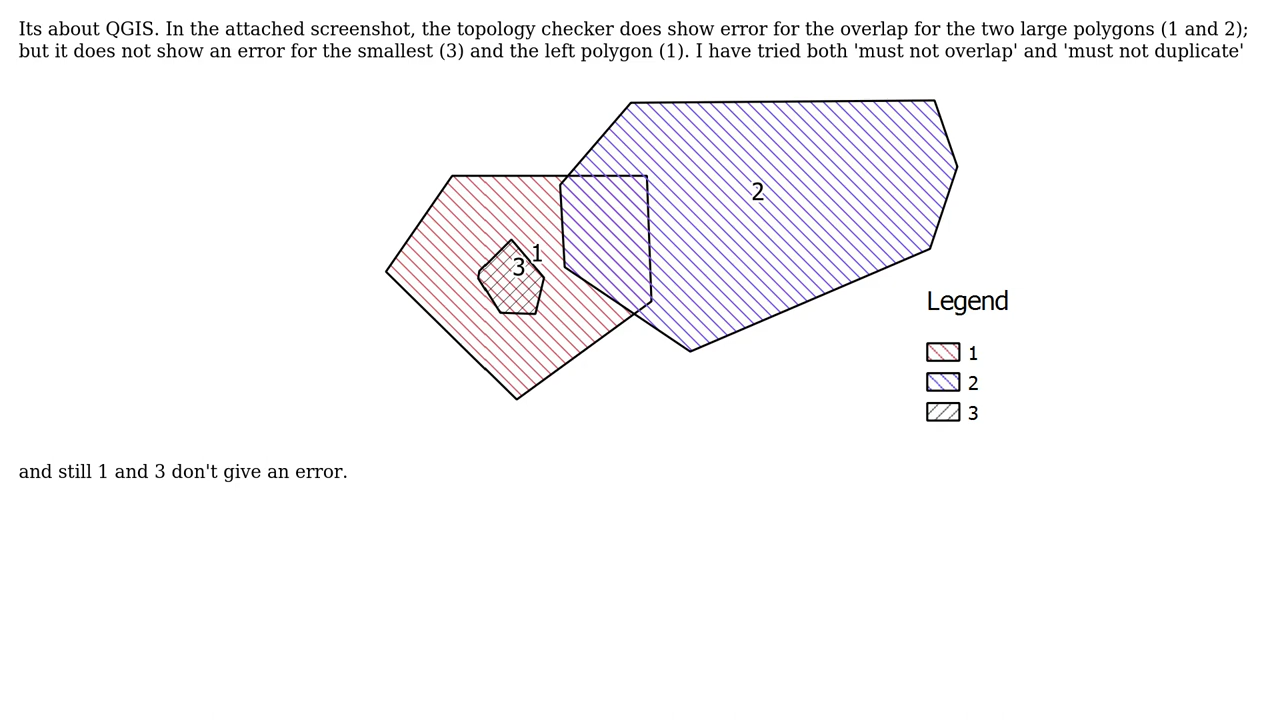 Its about QGIS. In the attached screenshot, the topology checker does show error for the overlap for the two large polygons (1 and 2);
but it does not show an error for the smallest (3) and the left polygon (1). I have tried both 'must not overlap' and 'must not duplicate'
2
1
3
Legend
1
2
3
and still 1 and 3 don't give an error.